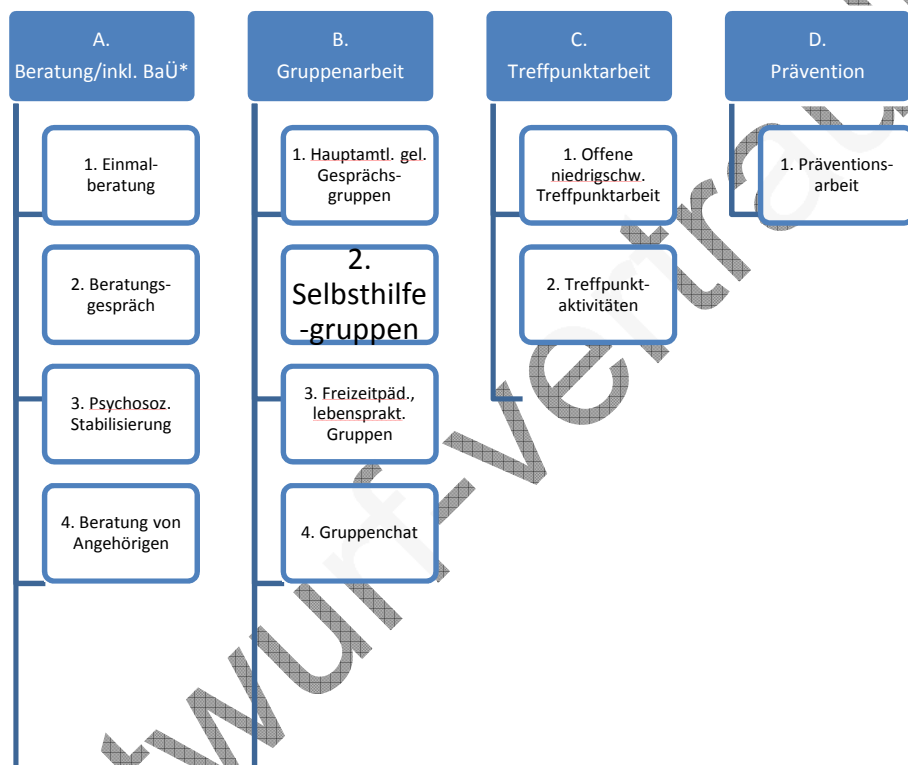 A.
Beratung/inkl. BaÜ*
1. Einmal-
beratung
2. Beratungs-
gespräch
3. Psychosoz.
Stabilisierung
4. Beratung von
Angehörigen
B.
Gruppenarbeit
1. Hauptamtl. gel.
Gesprächs-
gruppen
2.
Selbsthilfe
-gruppen
3. Freizeitpäd.,
lebensprakt.
Gruppen
4. Gruppenchat
C.
Treffpunktarbeit
1. Offene
niedrigschw.
Treffpunktarbeit
2. Treffpunkt-
aktivitäten
D.
Prävention
1. Präventions-
arbeit
twurf-vertrau